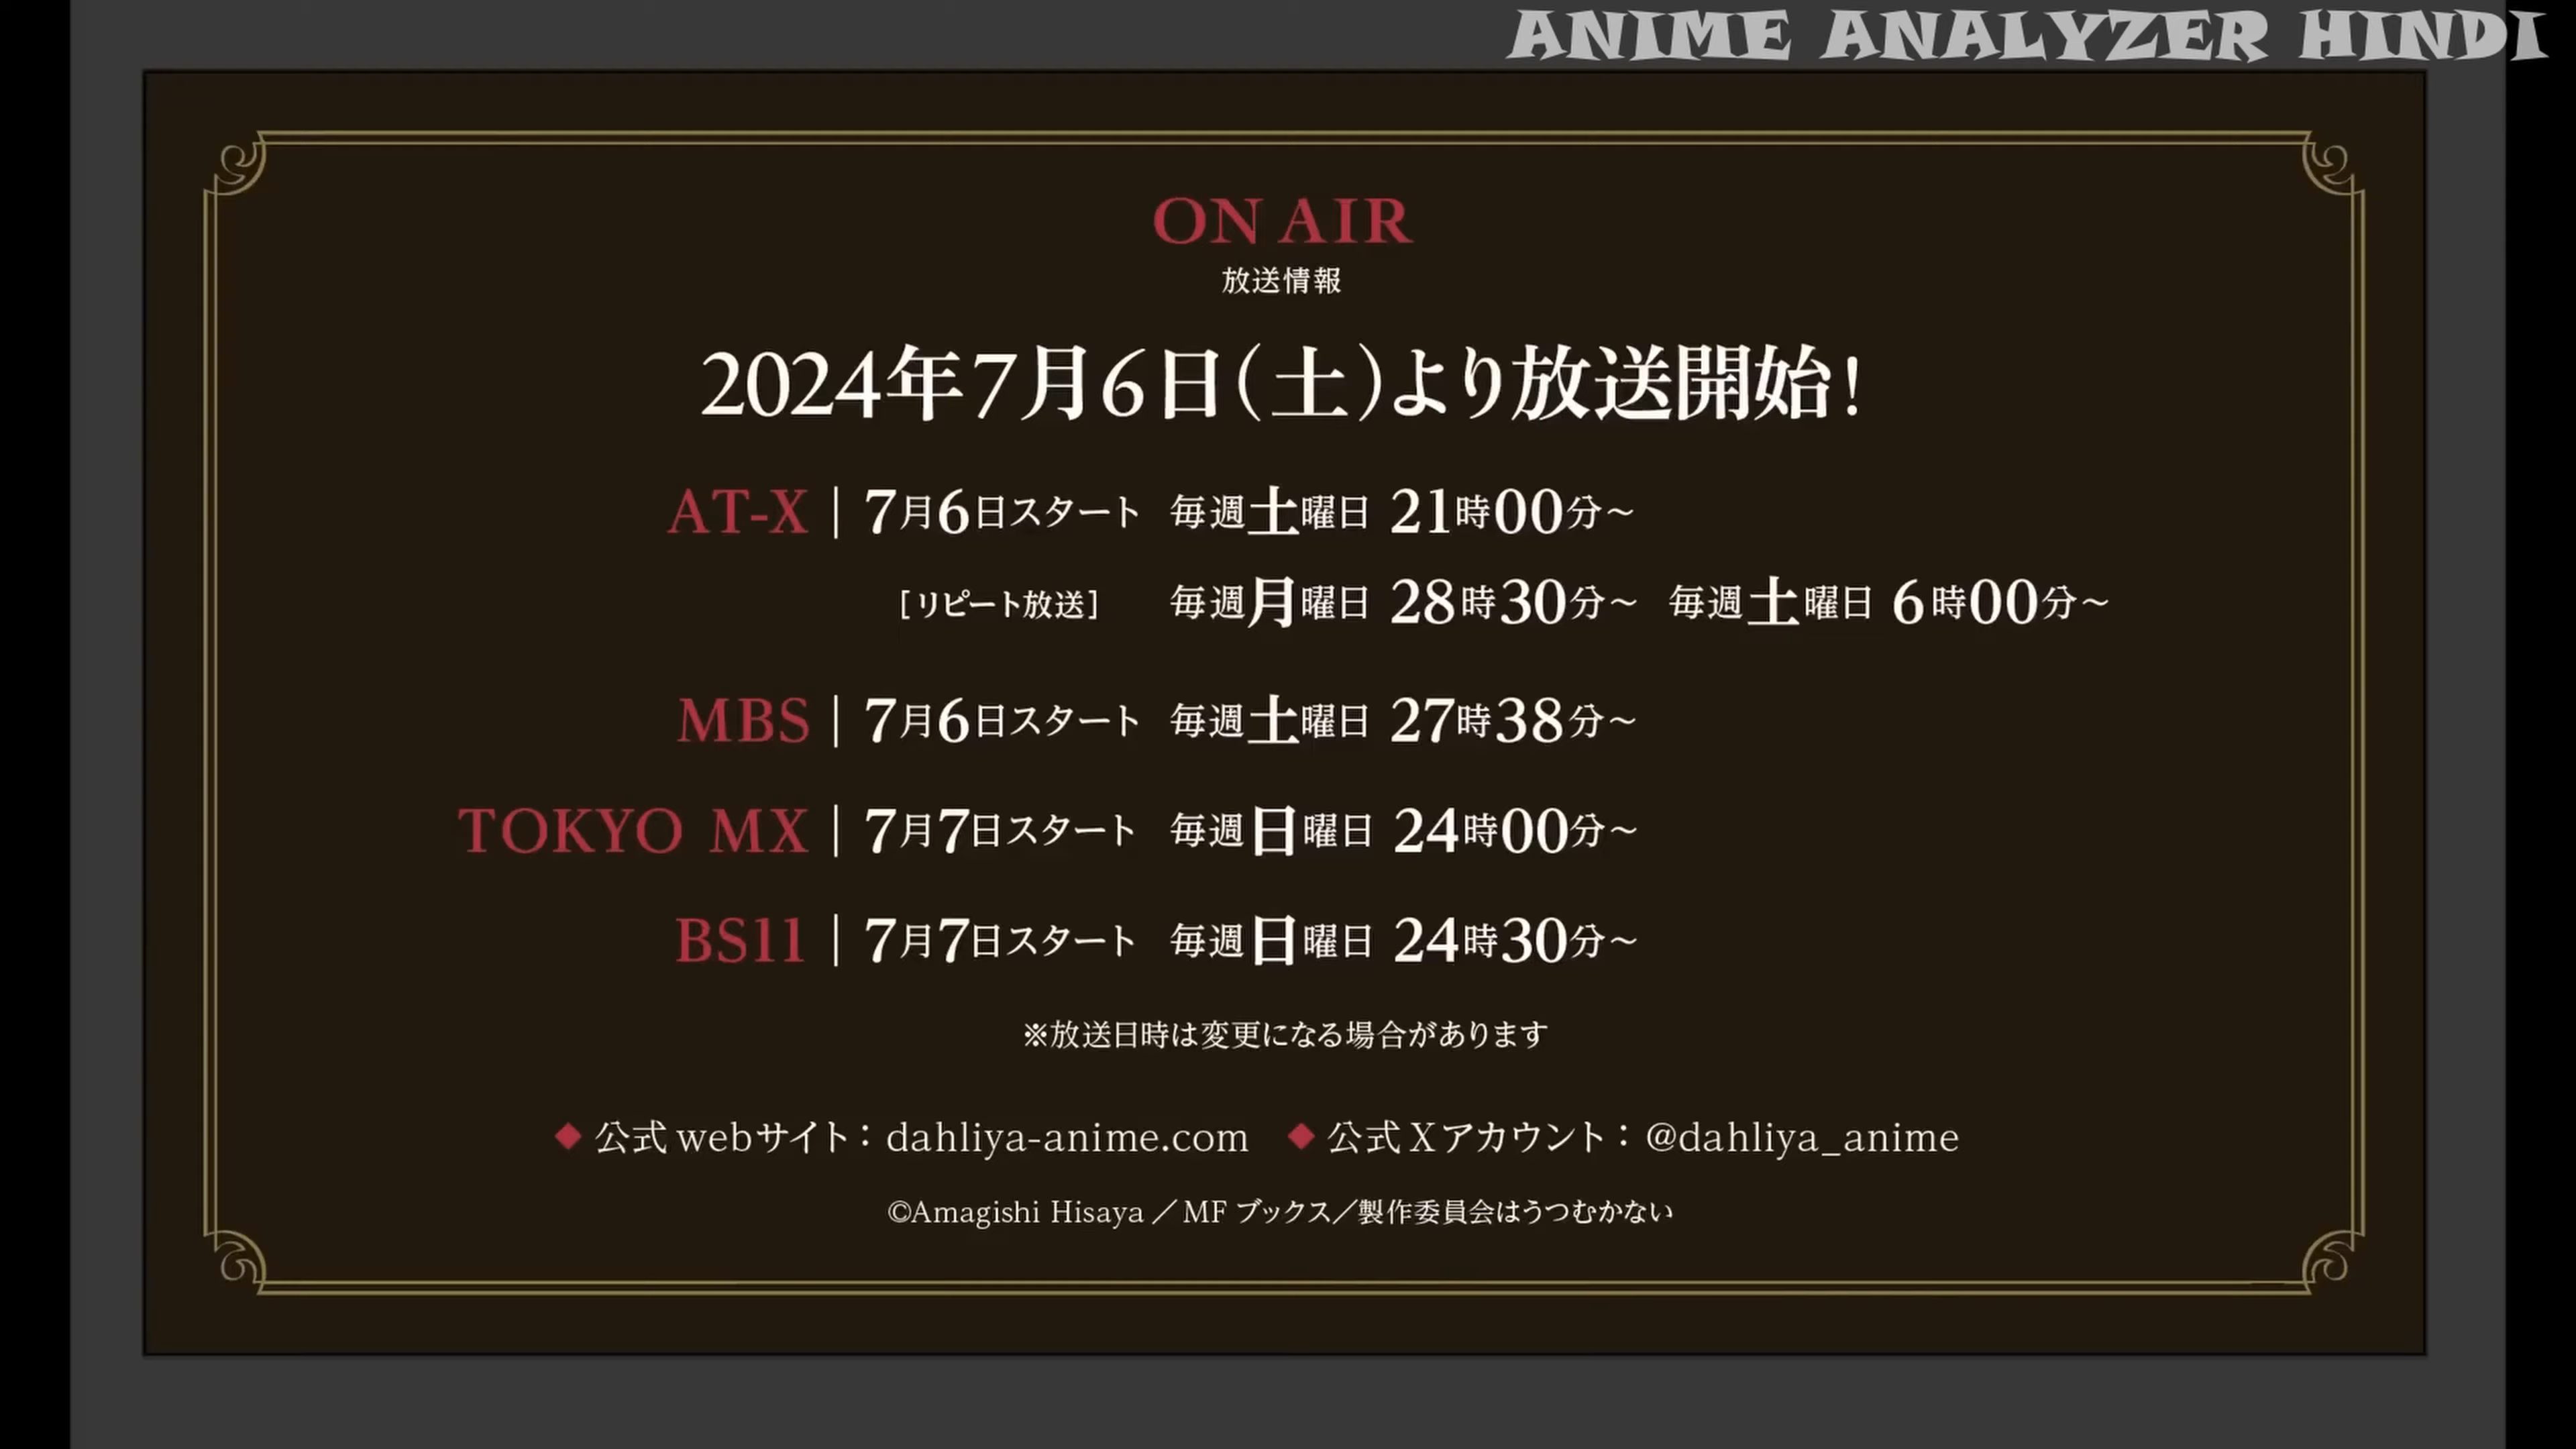 ANIME ANALYZER HINDI
ON AIR
放送情報
2024年7月6日(土)より放送開始!
AT-X | 7月6日スタート 毎週土曜日 21時00分~
[リピート放送] 毎週月曜日 28時30分~ 毎週土曜日 6時00分~
MBS | 7月6日スタート 毎週土曜日 27時38分~
TOKYO MX | 7月7日スタート 毎週日曜日 24時00分~
BS11 | 7月7日スタート 毎週日曜日 24時30分~
※放送日時は変更になる場合があります
◆ 公式webサイト:dahliya-anime.com ◆ 公式Xアカウント:@dahliya_anime
©Amagishi Hisaya/MFブックス/製作委員会はうつむかない